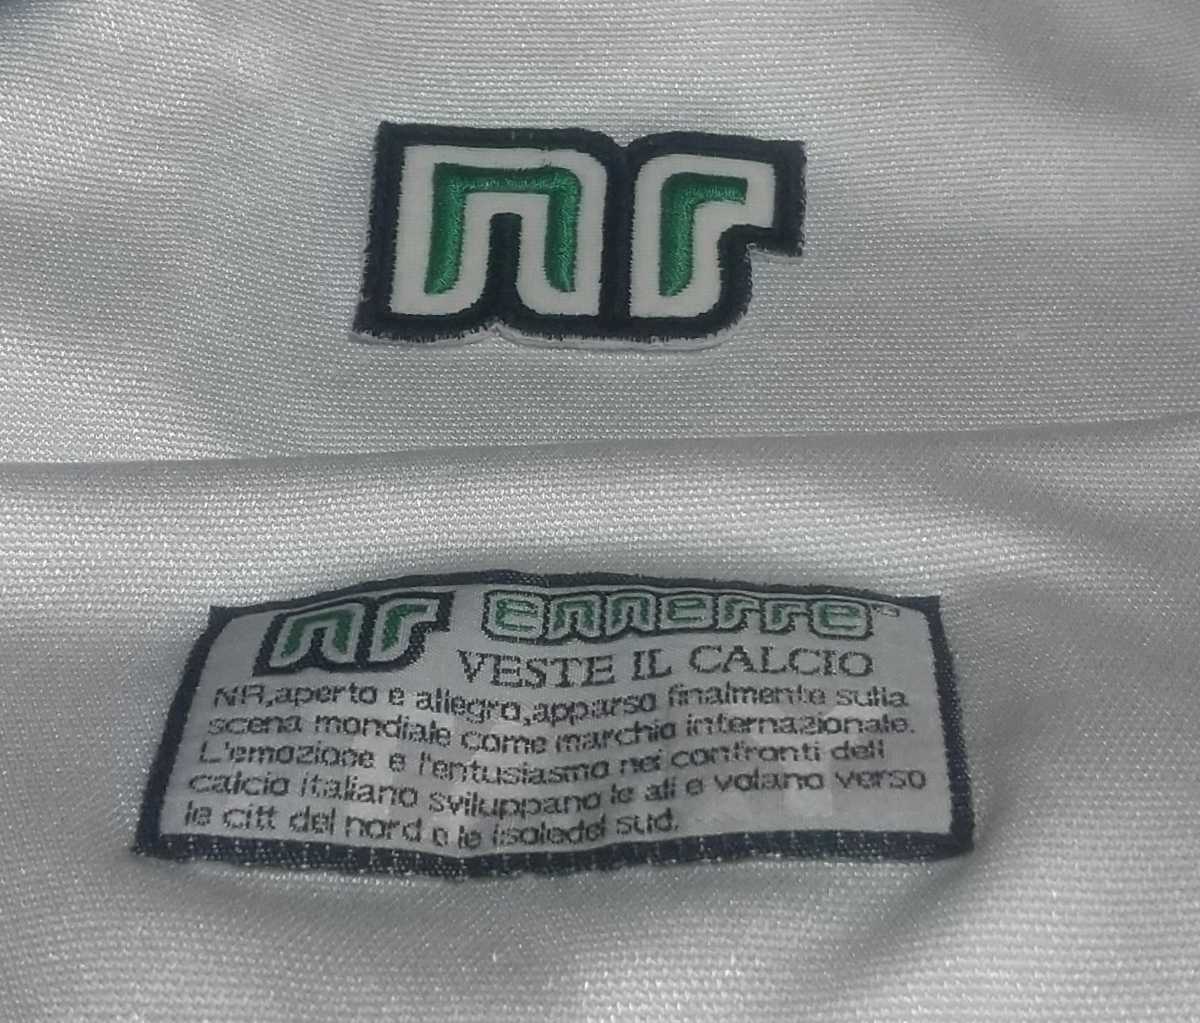 nr
nr ennerre
VESTE IL CALCIO
NR,aperto e allegro,apparso finalmente sulla
scena mondiale come marchio internazionale.
L'emozione e l'entusiasmo nei confronti dell
calcio italiano sviluppano le ali e volano verso
le citt del nord o le isoledel sud.